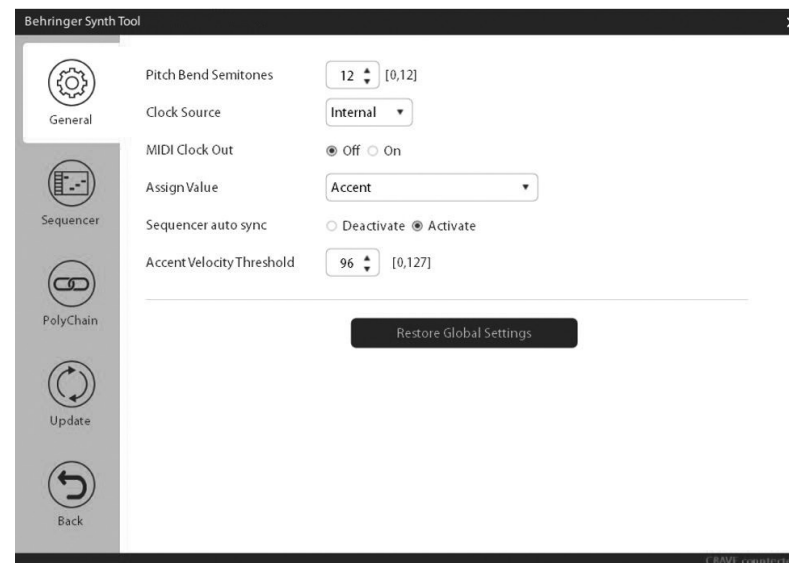 Behringer Synth Tool
General
Pitch Bend Semitones 12 [0,12]
Clock Source Internal
MIDI Clock Out Off On
Assign Value Accent
Sequencer
Sequencer auto sync Deactivate Activate
Accent Velocity Threshold 96 [0,127]
PolyChain
Restore Global Settings
Update
Back
CRAVE